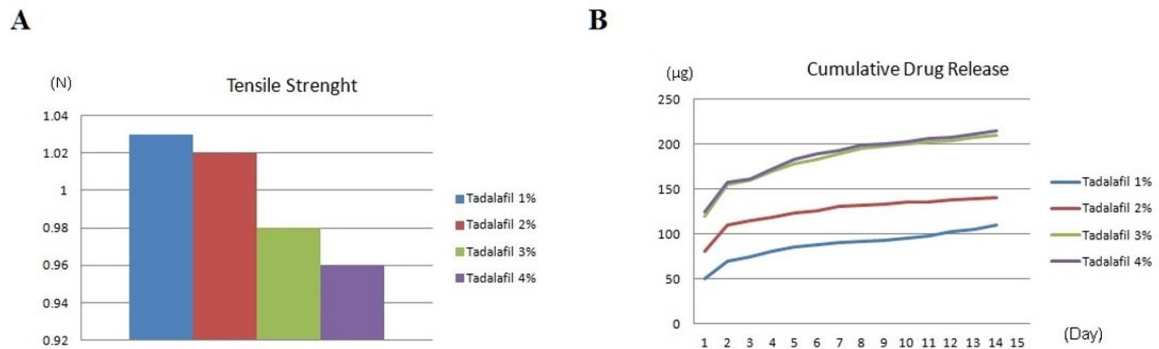 A
(N)
Tensile Strenght
1.04
1.02
1
0.98
0.96
0.94
0.92
Tadalafil 1%
Tadalafil 2%
Tadalafil 3%
Tadalafil 4%
B
(µg)
Cumulative Drug Release
250
200
150
100
50
0
1 2 3 4 5 6 7 8 9 10 11 12 13 14 15
(Day)
Tadalafil 1%
Tadalafil 2%
Tadalafil 3%
Tadalafil 4%